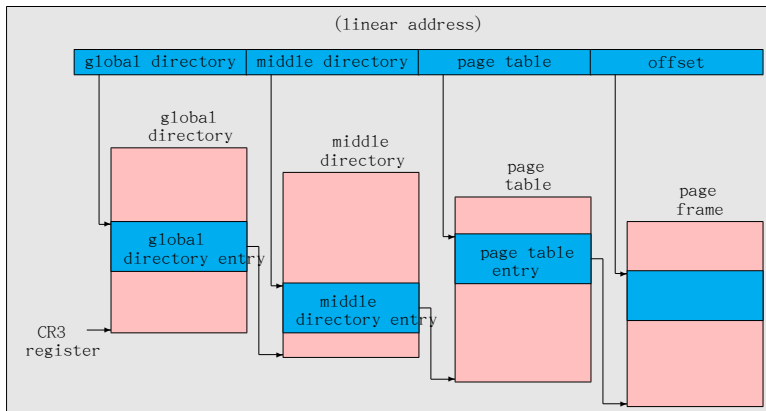 (linear address)
global directory
middle directory
page table
offset
global
directory
middle
directory
page
table
page
frame
global
directory entry
page table
entry
middle
directory entry
CR3
register